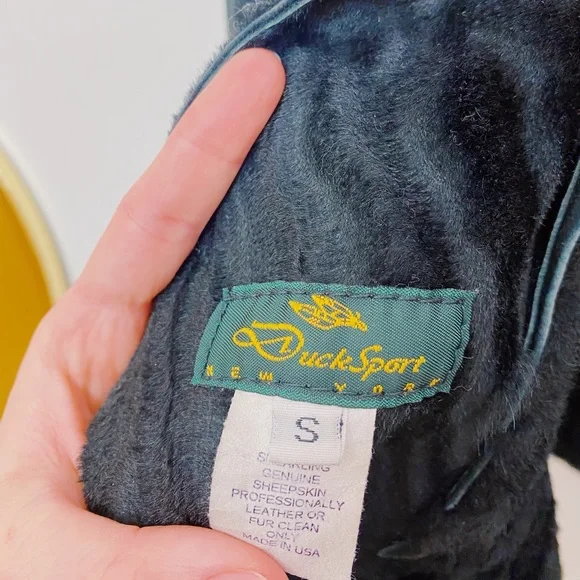 DuckSport
NEW YORK
S
SHEARLING
GENUINE
SHEEPSKIN
PROFESSIONALLY
LEATHER OR
FUR CLEAN
ONLY
MADE IN USA